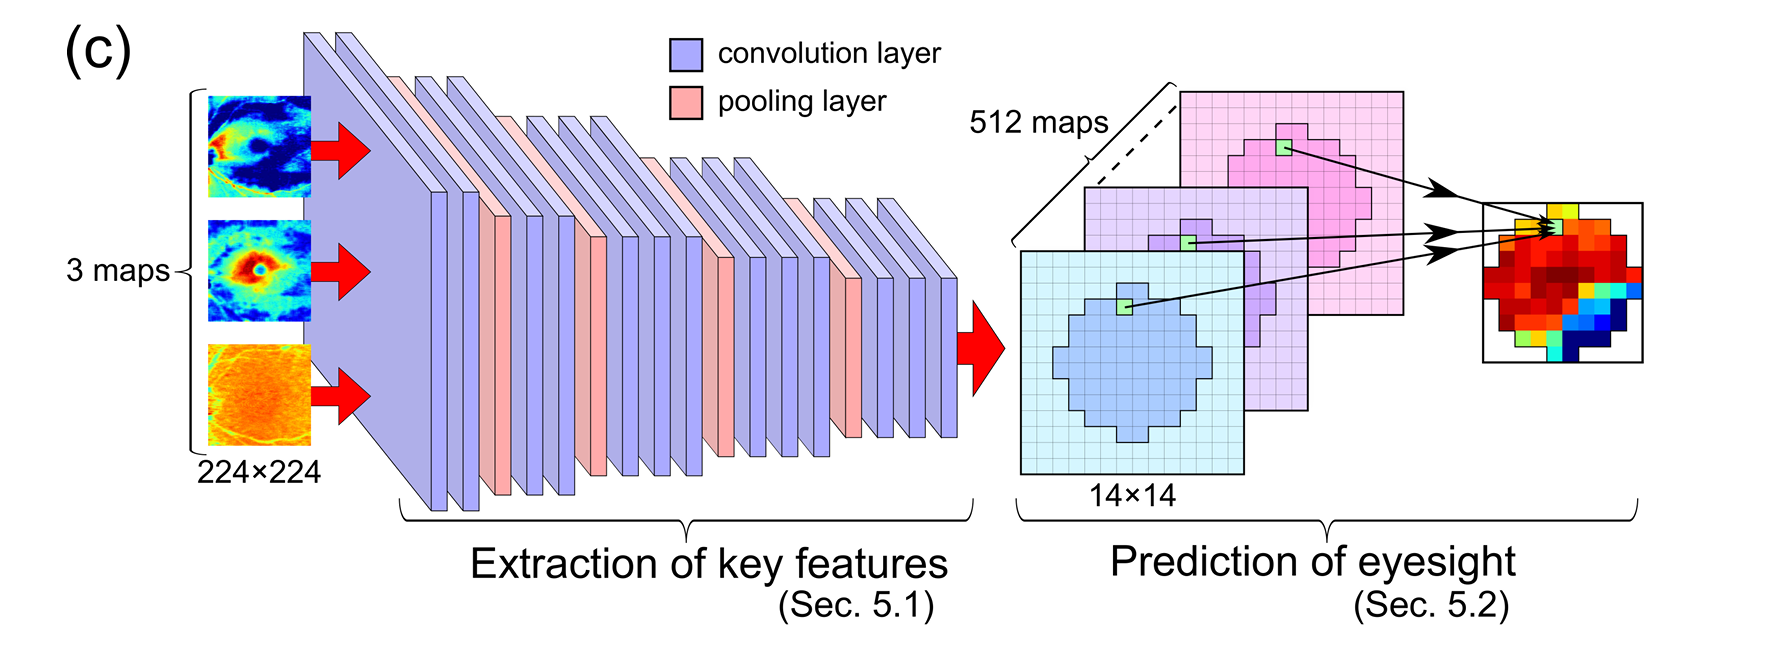 (c)
convolution layer
pooling layer
3 maps
224×224
512 maps
14×14
Extraction of key features
(Sec. 5.1)
Prediction of eyesight
(Sec. 5.2)